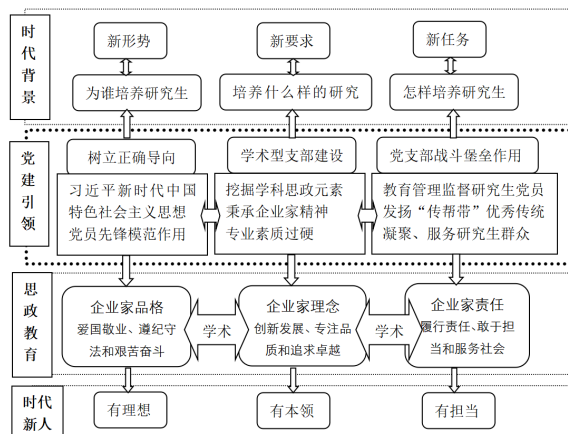 时代背景
新形势
新要求
新任务
为谁培养研究生
培养什么样的研究
怎样培养研究生
党建引领
树立正确导向
学术型支部建设
党支部战斗堡垒作用
习近平新时代中国
特色社会主义思想
党员先锋模范作用
挖掘学科思政元素
秉承企业家精神
专业素质过硬
教育管理监督研究生党员
发扬“传帮带”优秀传统
凝聚、服务研究生群众
思政教育
企业家品格
爱国敬业、遵纪守
法和艰苦奋斗
学术
企业家理念
创新发展、专注品
质和追求卓越
学术
企业家责任
履行责任、敢于担
当和服务社会
时代
新人
有理想
有本领
有担当